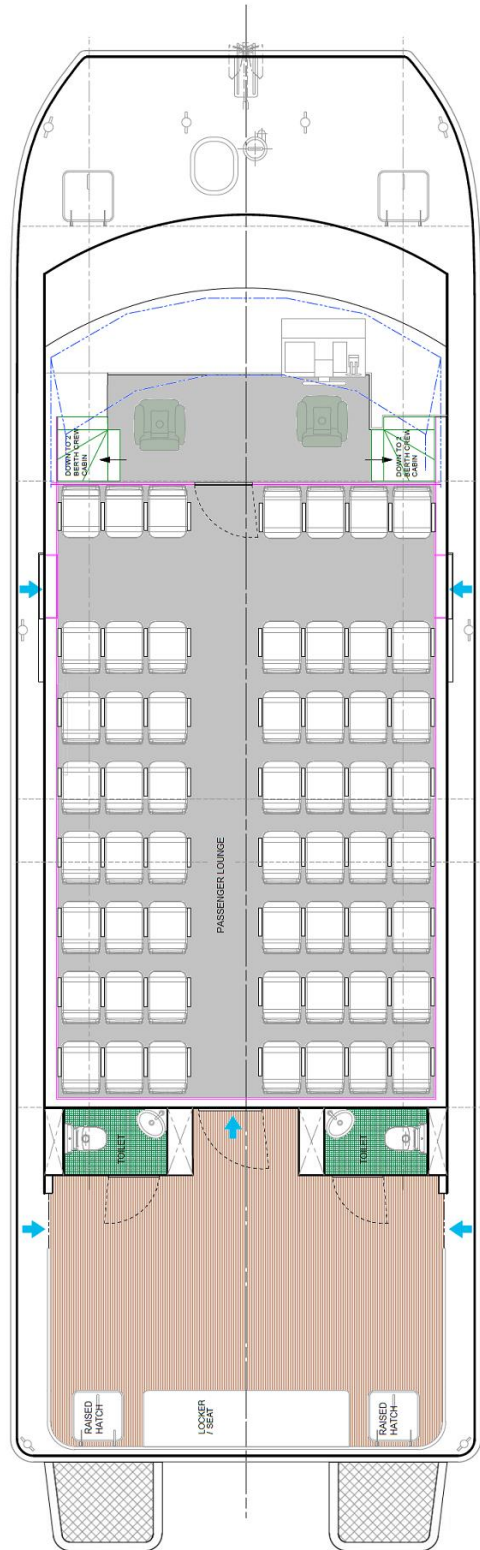 DOWN TO 2
BERTH CREW
CABIN
DOWN TO 2
BERTH CREW
CABIN
PASSENGER LOUNGE
TOILET
TOILET
RAISED
HATCH
LOCKER
/ SEAT
RAISED
HATCH